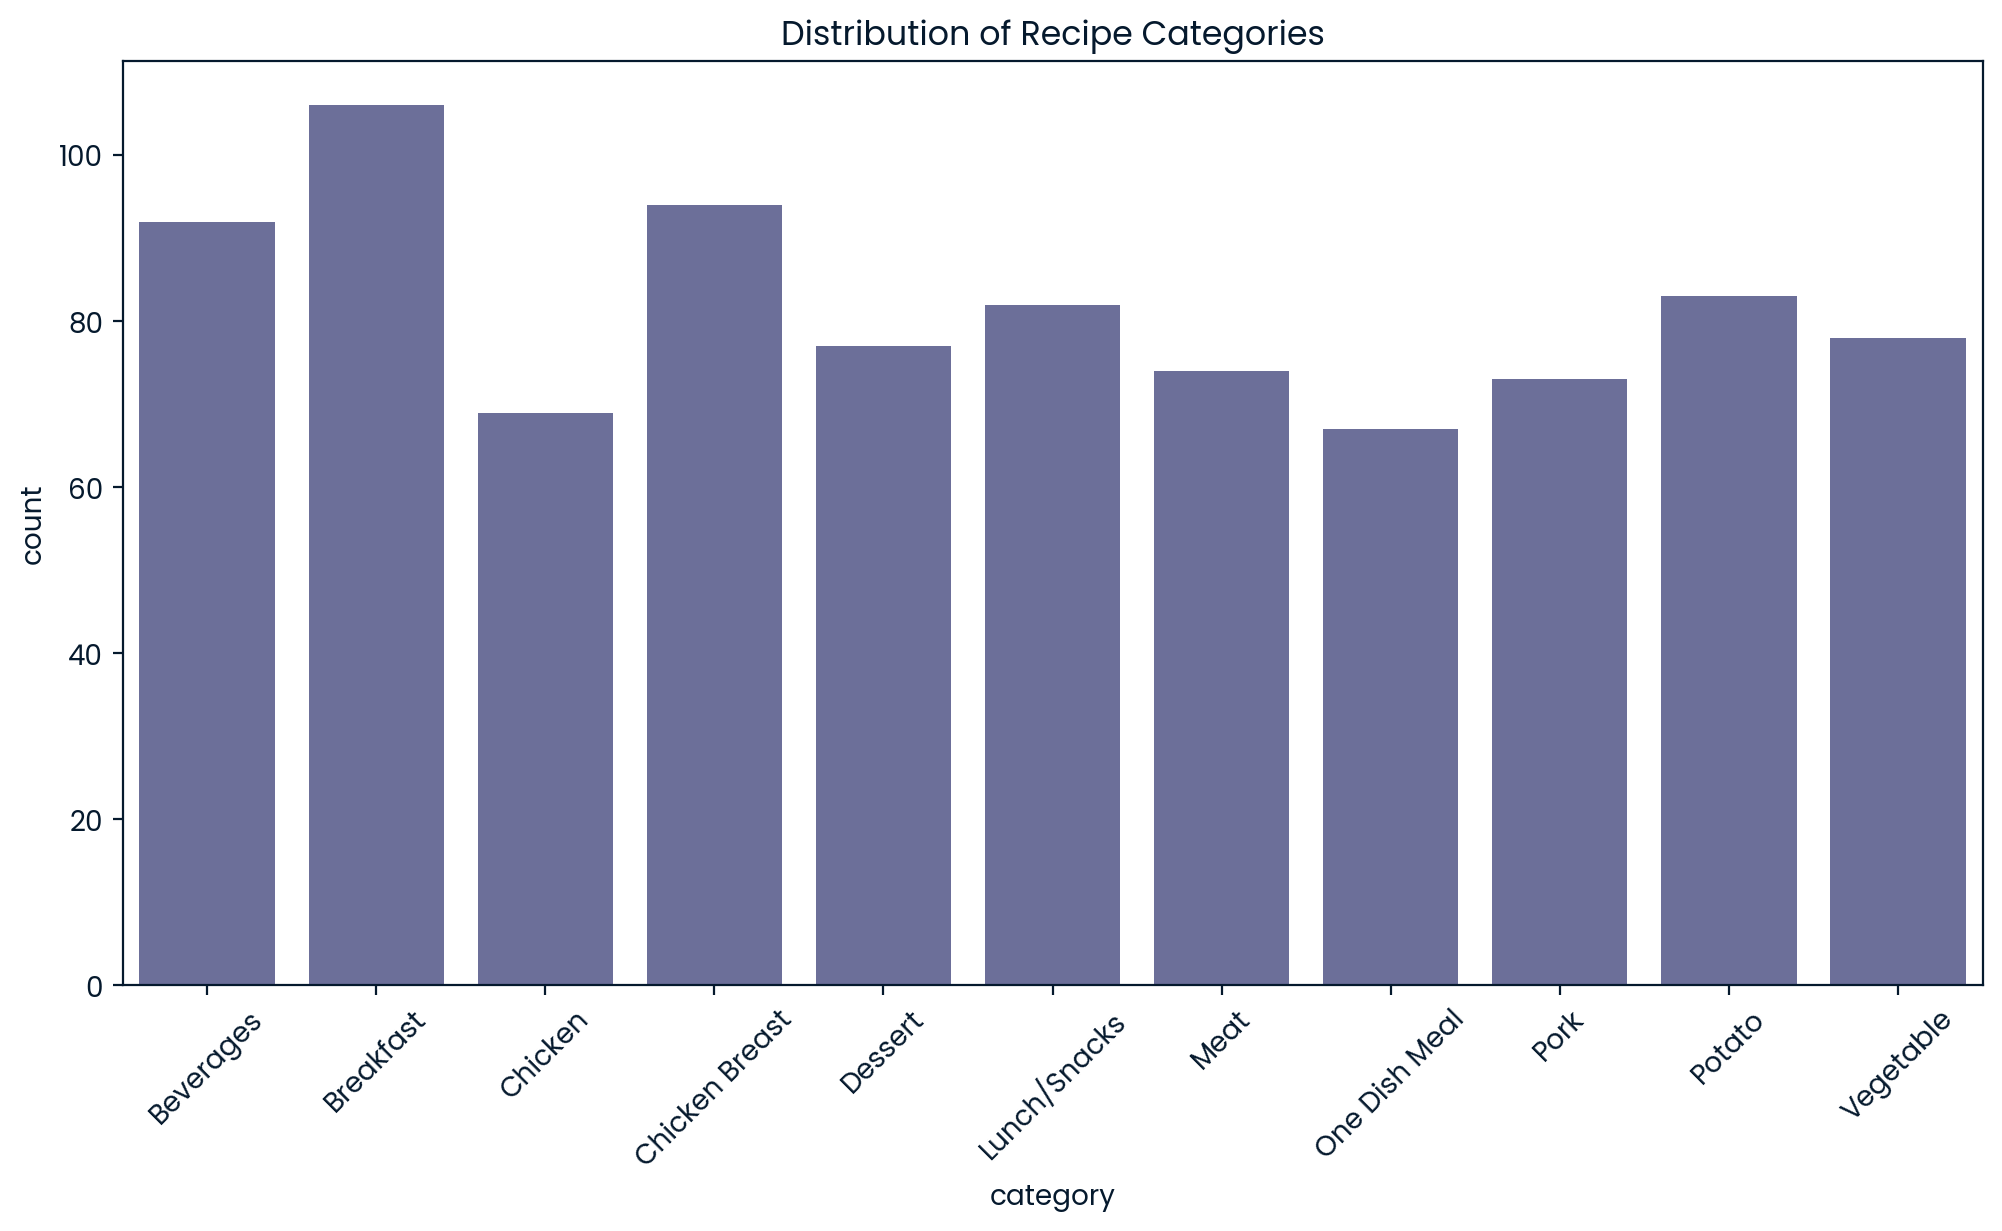 Distribution of Recipe Categories
count
100
80
60
40
20
0
Beverages
Breakfast
Chicken
Chicken Breast
Dessert
Lunch/Snacks
Meat
One Dish Meal
Pork
Potato
Vegetable
category